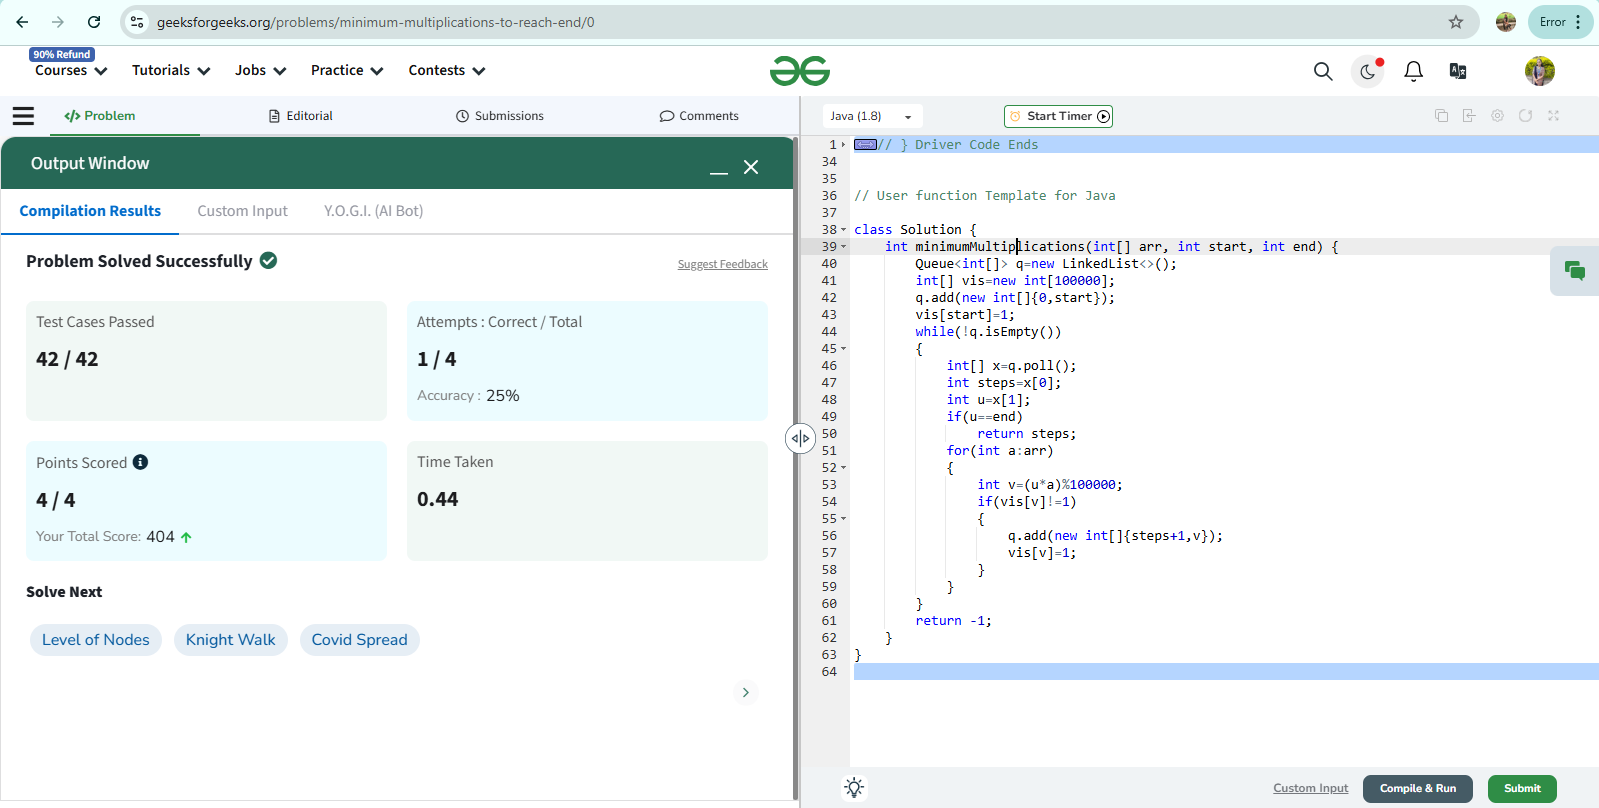 geeksforgeeks.org/problems/minimum-multiplications-to-reach-end/0
Error
90% Refund
Courses Tutorials Jobs Practice Contests
Problem Editorial Submissions Comments
Output Window
Compilation Results Custom Input Y.O.G.I. (AI Bot)
Problem Solved Successfully
Suggest Feedback
Test Cases Passed
42 / 42
Attempts : Correct / Total
1 / 4
Accuracy : 25%
Points Scored
4 / 4
Your Total Score: 404
Time Taken
0.44
Solve Next
Level of Nodes Knight Walk Covid Spread
Java (1.8) Start Timer
1 // } Driver Code Ends
34
35
36 // User function Template for Java
37
38 class Solution {
39 int minimumMultiplications(int[] arr, int start, int end) {
40 Queue<int[]> q=new LinkedList<>();
41 int[] vis=new int[100000];
42 q.add(new int[]{0,start});
43 vis[start]=1;
44 while(!q.isEmpty())
45 {
46 int[] x=q.poll();
47 int steps=x[0];
48 int u=x[1];
49 if(u==end)
50 return steps;
51 for(int a:arr)
52 {
53 int v=(u*a)%100000;
54 if(vis[v]!=1)
55 {
56 q.add(new int[]{steps+1,v});
57 vis[v]=1;
58 }
59 }
60 }
61 return -1;
62 }
63 }
64
Custom Input Compile & Run Submit